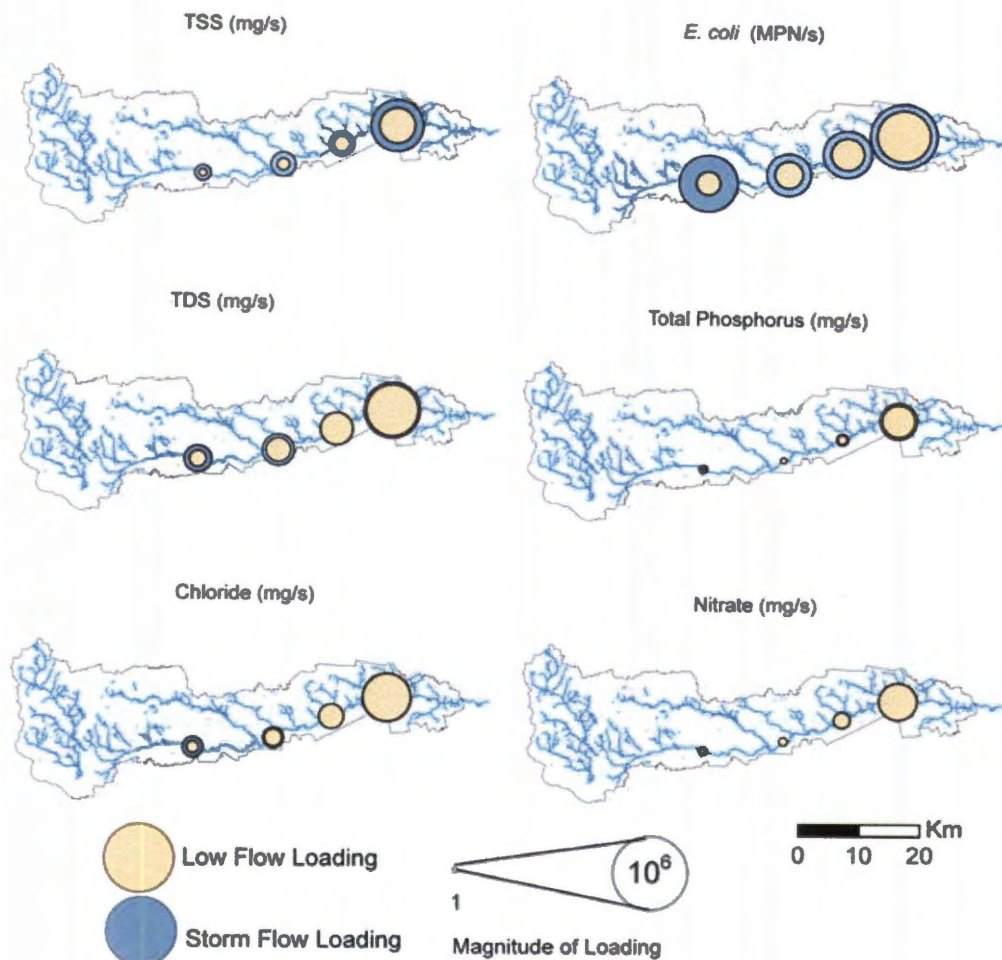 TSS (mg/s)
E. coli (MPN/s)
TDS (mg/s)
Total Phosphorus (mg/s)
Chloride (mg/s)
Nitrate (mg/s)
Low Flow Loading
Storm Flow Loading
1
10⁶
Magnitude of Loading
Km
0 10 20